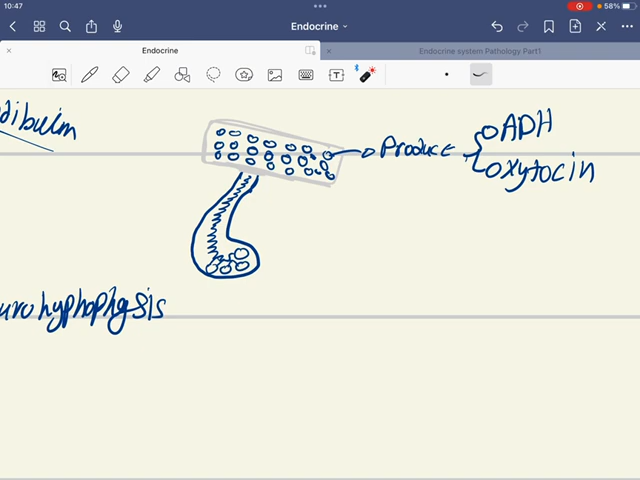 10:47
58%
Endocrine
Endocrine
Endocrine system Pathology Part1
dibulm
Produce
ADH
oxytocin
urohyphophysis